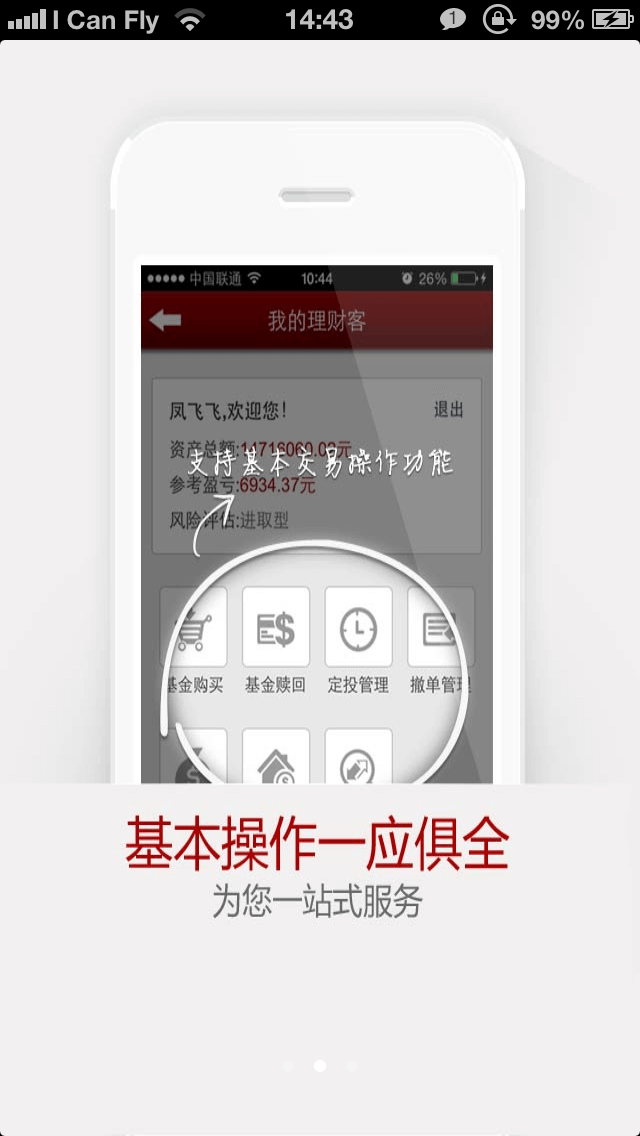 I Can Fly 14:43 1 99%
中国联通 10:44 26%
我的理财客
凤飞飞,欢迎您! 退出
资产总额:14716060.02元
支持基本交易操作功能
参考盈亏:6934.37元
风险评估:进取型
基金购买 基金赎回 定投管理 撤单管理
基本操作一应俱全
为您一站式服务